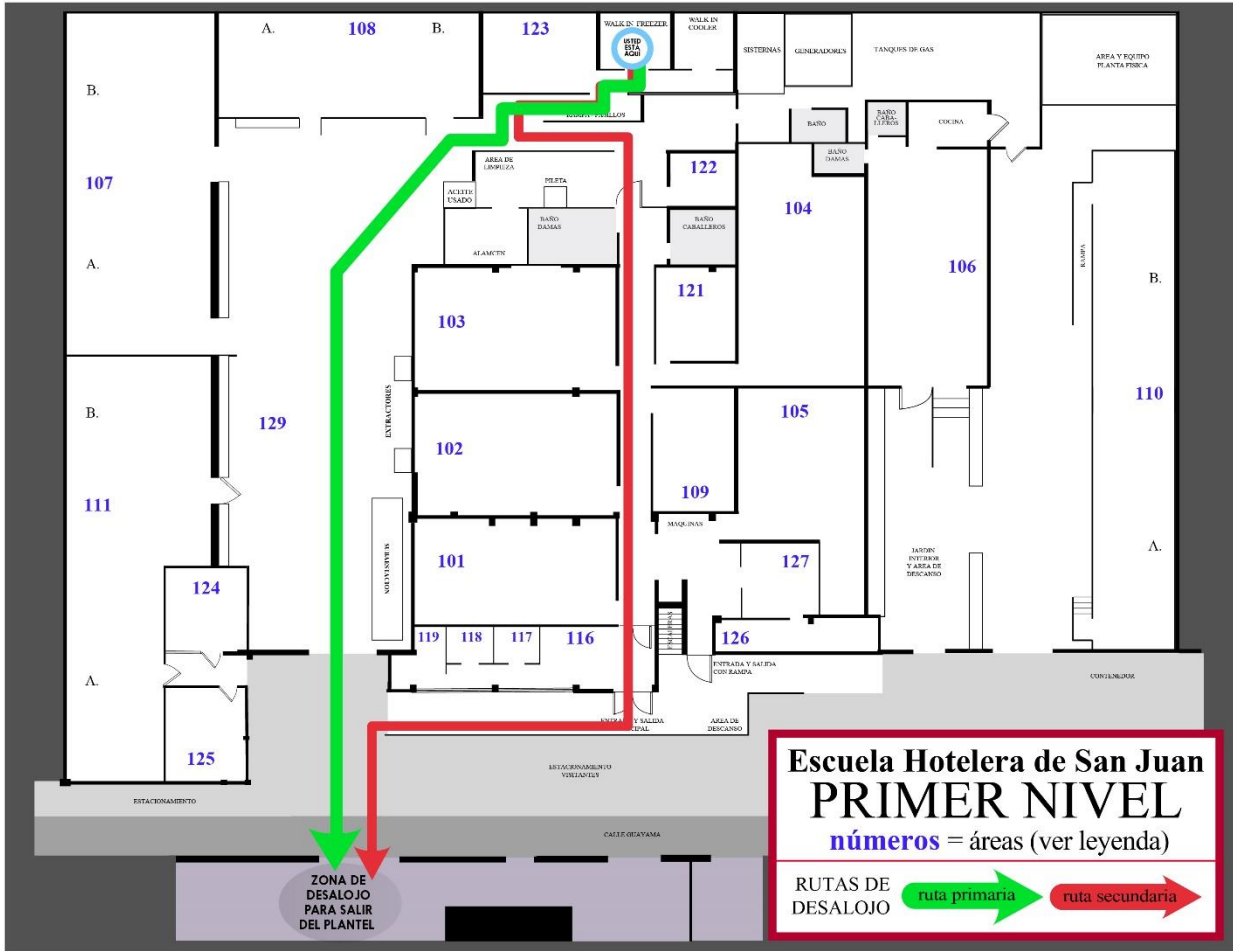 A.
108
B.
123
WALK IN FREEZER
WALK IN
COOLER
USTED
ESTA
AQUÍ
SISTERNAS
GENERADORES
TANQUES DE GAS
AREA Y EQUIPO
PLANTA FISICA
B.
BAÑO
BAÑO
CABA-
LLEROS
COCINA
BAÑO
DAMAS
AREA DE
LIMPIEZA
ACEITE
USADO
PILETA
122
107
104
BAÑO
DAMAS
BAÑO
CABALLEROS
ALAMCEN
A.
106
RAMPA
B.
103
121
EXTRACTORES
110
B.
129
105
102
111
109
MAQUINAS
SUBAESTACION
101
127
JARDIN
INTERIOR
Y AREA DE
DESCANSO
A.
124
119
118
117
116
ESCALERAS
126
A.
ENTRADA Y SALIDA
CON RAMPA
CONTENEDOR
AREA DE
DESCANSO
125
ESTACIONAMIENTO
VISITANTES
ESTACIONAMIENTO
CALLE GUAYAMA
ZONA DE
DESALOJO
PARA SALIR
DEL PLANTEL
Escuela Hotelera de San Juan
PRIMER NIVEL
números = áreas (ver leyenda)
RUTAS DE
DESALOJO
ruta primaria
ruta secundaria